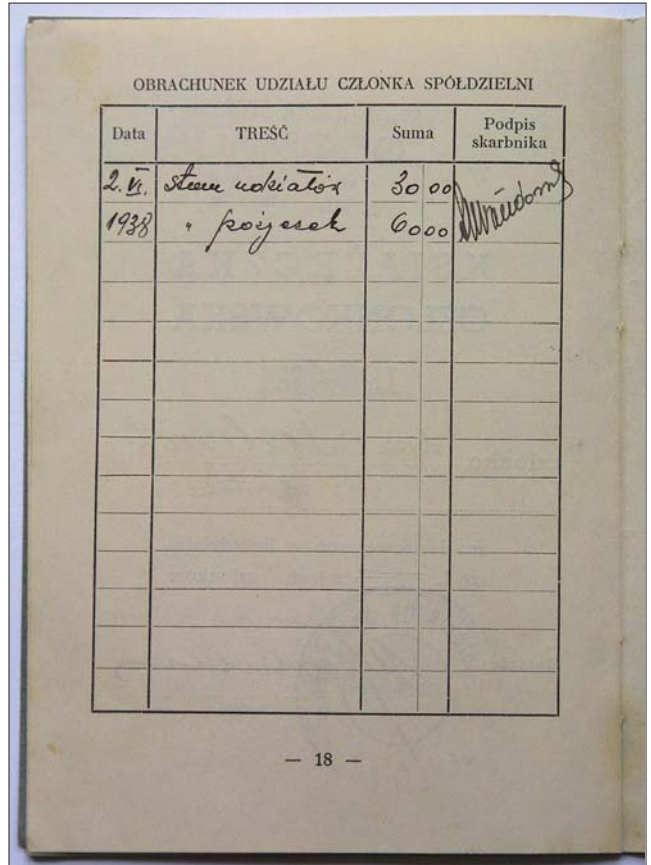 OBRACHUNEK UDZIAŁU CZŁONKA SPÓŁDZIELNI
Data TREŚĆ Suma Podpis skarbnika
2. VI. stan udziałów 30 00
1938 " pożyczek 60 00
— 18 —